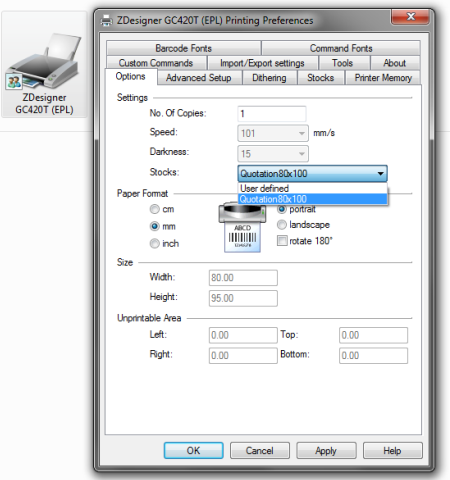 ZDesigner GC420T (EPL) Printing Preferences
Barcode Fonts Command Fonts
Custom Commands Import/Export settings Tools About
Options Advanced Setup Dithering Stocks Printer Memory
ZDesigner
GC420T (EPL)
Settings
No. Of Copies: 1
Speed: 101 mm/s
Darkness: 15
Stocks: Quotation80x100
User defined
Quotation80x100
Paper Format
cm portrait
mm landscape
inch rotate 180°
ABCD
Size
Width: 80.00
Height: 95.00
Unprintable Area
Left: 0.00 Top: 0.00
Right: 0.00 Bottom: 0.00
OK Cancel Apply Help